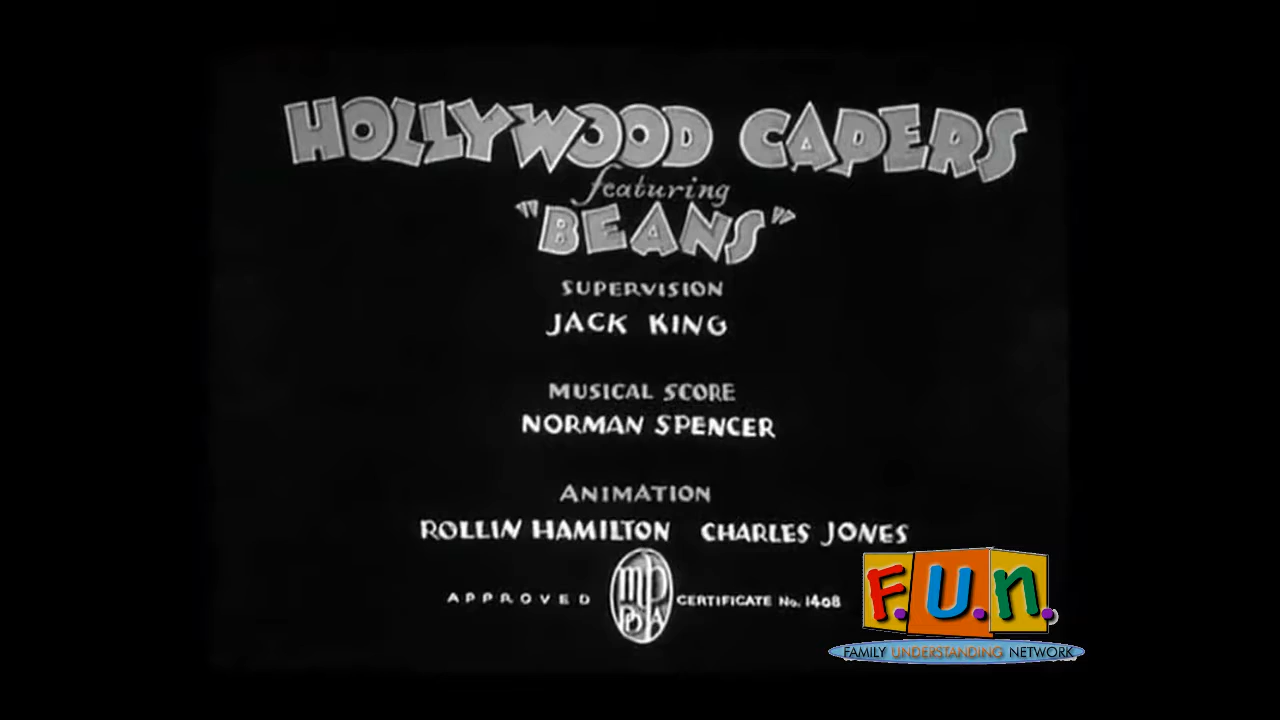 HOLLYWOOD CAPERS
featuring
"BEANS"
SUPERVISION
JACK KING
MUSICAL SCORE
NORMAN SPENCER
ANIMATION
ROLLIN HAMILTON CHARLES JONES
APPROVED MPPDA CERTIFICATE No. 1408
F.U.n.
FAMILY UNDERSTANDING NETWORK